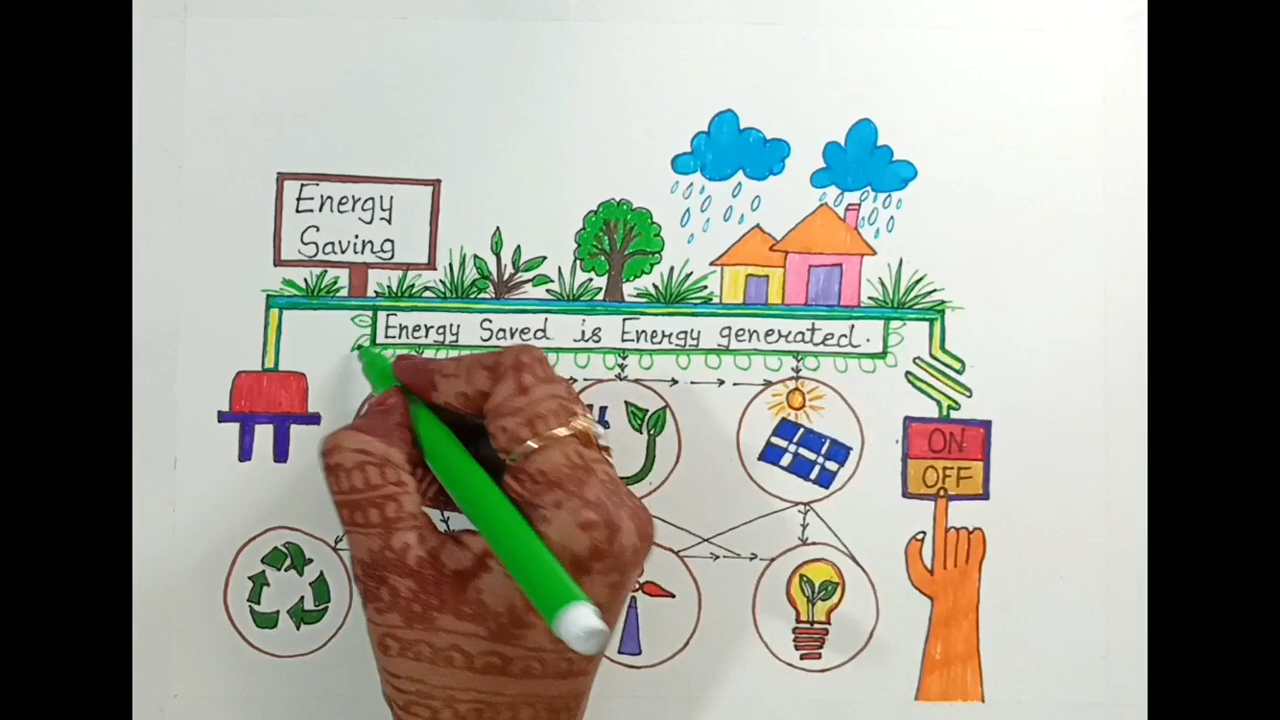 Energy
Saving
Energy Saved is Energy generated.
ON
OFF